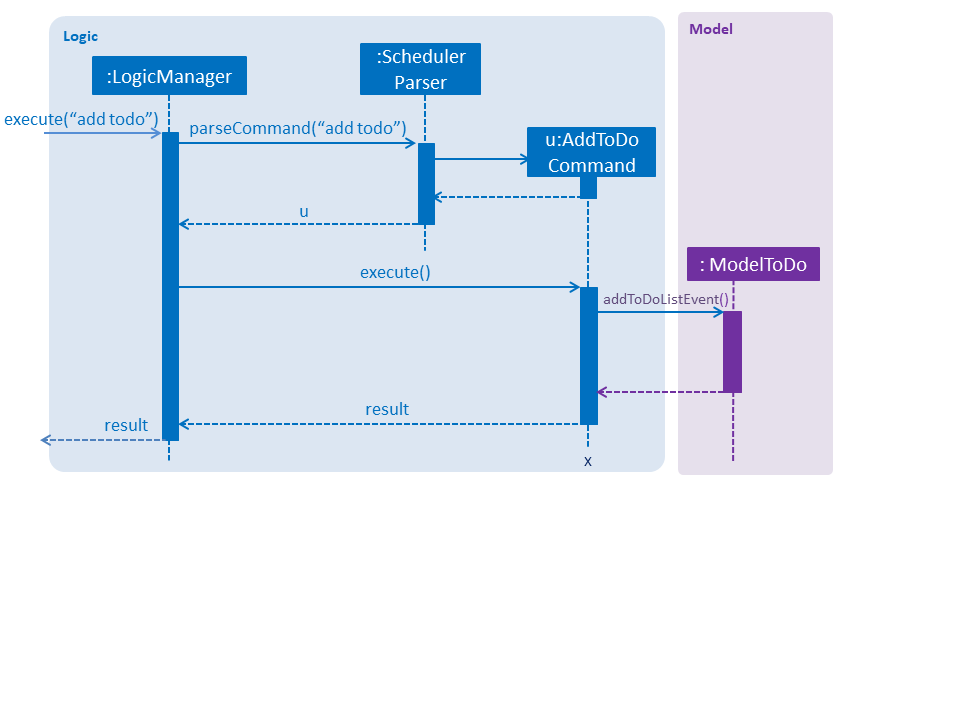 Logic
Model
:LogicManager
:Scheduler
Parser
execute(“add todo”)
parseCommand(“add todo”)
u:AddToDo
Command
u
: ModelToDo
execute()
addToDoListEvent()
result
result
x